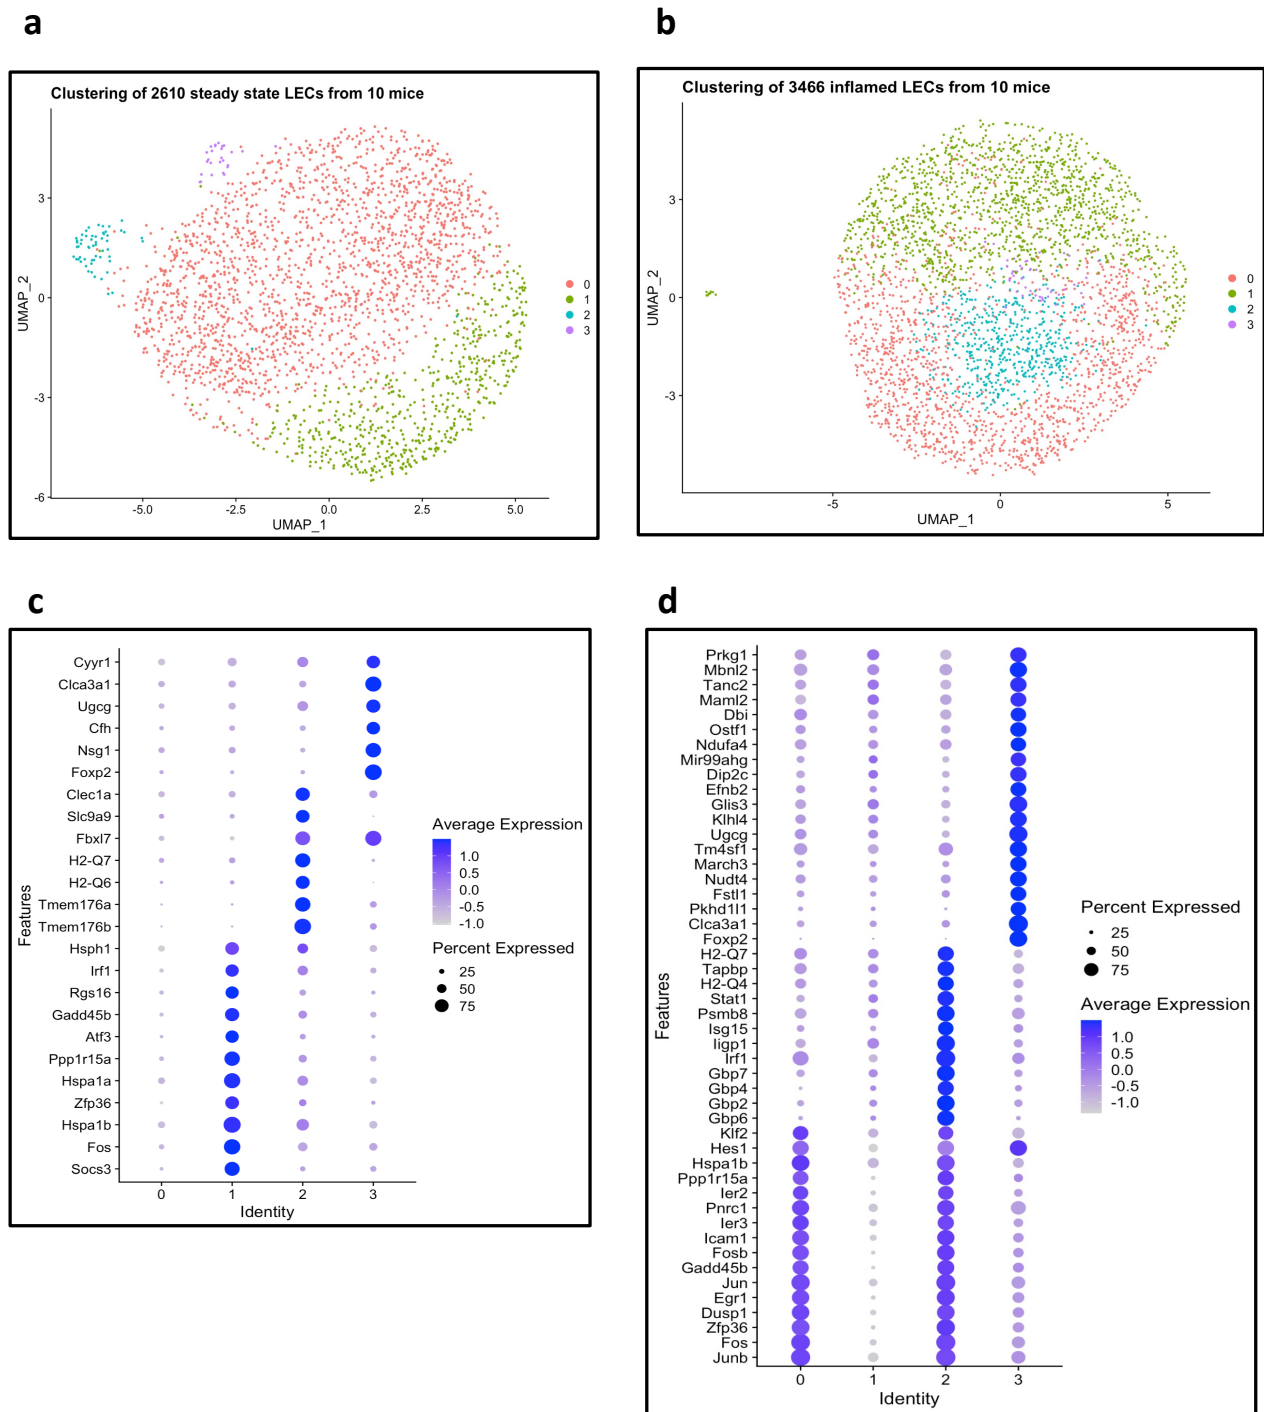 a
b
Clustering of 2610 steady state LECs from 10 mice
3
0
-3
-6
UMAP_2
-5.0
-2.5
0.0
2.5
5.0
UMAP_1
0
1
2
3
Clustering of 3466 inflamed LECs from 10 mice
3
0
-3
UMAP_2
-5
0
5
UMAP_1
0
1
2
3
c
d
Cyyr1
Clca3a1
Ugcg
Cfh
Nsg1
Foxp2
Clec1a
Slc9a9
Fbxl7
H2-Q7
H2-Q6
Tmem176a
Tmem176b
Hsph1
Irf1
Rgs16
Gadd45b
Atf3
Ppp1r15a
Hspa1a
Zfp36
Hspa1b
Fos
Socs3
Features
0
1
2
3
Identity
Average Expression
1.0
0.5
0.0
-0.5
-1.0
Percent Expressed
25
50
75
Prkg1
Mbnl2
Tanc2
Maml2
Dbi
Ostf1
Ndufa4
Mir99ahg
Dip2c
Efnb2
Glis3
Klhl4
Ugcg
Tm4sf1
March3
Nudt4
Fstl1
Pkhd1l1
Clca3a1
Foxp2
H2-Q7
Tapbp
H2-Q4
Stat1
Psmb8
Isg15
Iigp1
Irf1
Gbp7
Gbp4
Gbp2
Gbp6
Klf2
Hes1
Hspa1b
Ppp1r15a
Ier2
Pnrc1
Ier3
Icam1
Fosb
Gadd45b
Jun
Egr1
Dusp1
Zfp36
Fos
Junb
Features
0
1
2
3
Identity
Percent Expressed
25
50
75
Average Expression
1.0
0.5
0.0
-0.5
-1.0